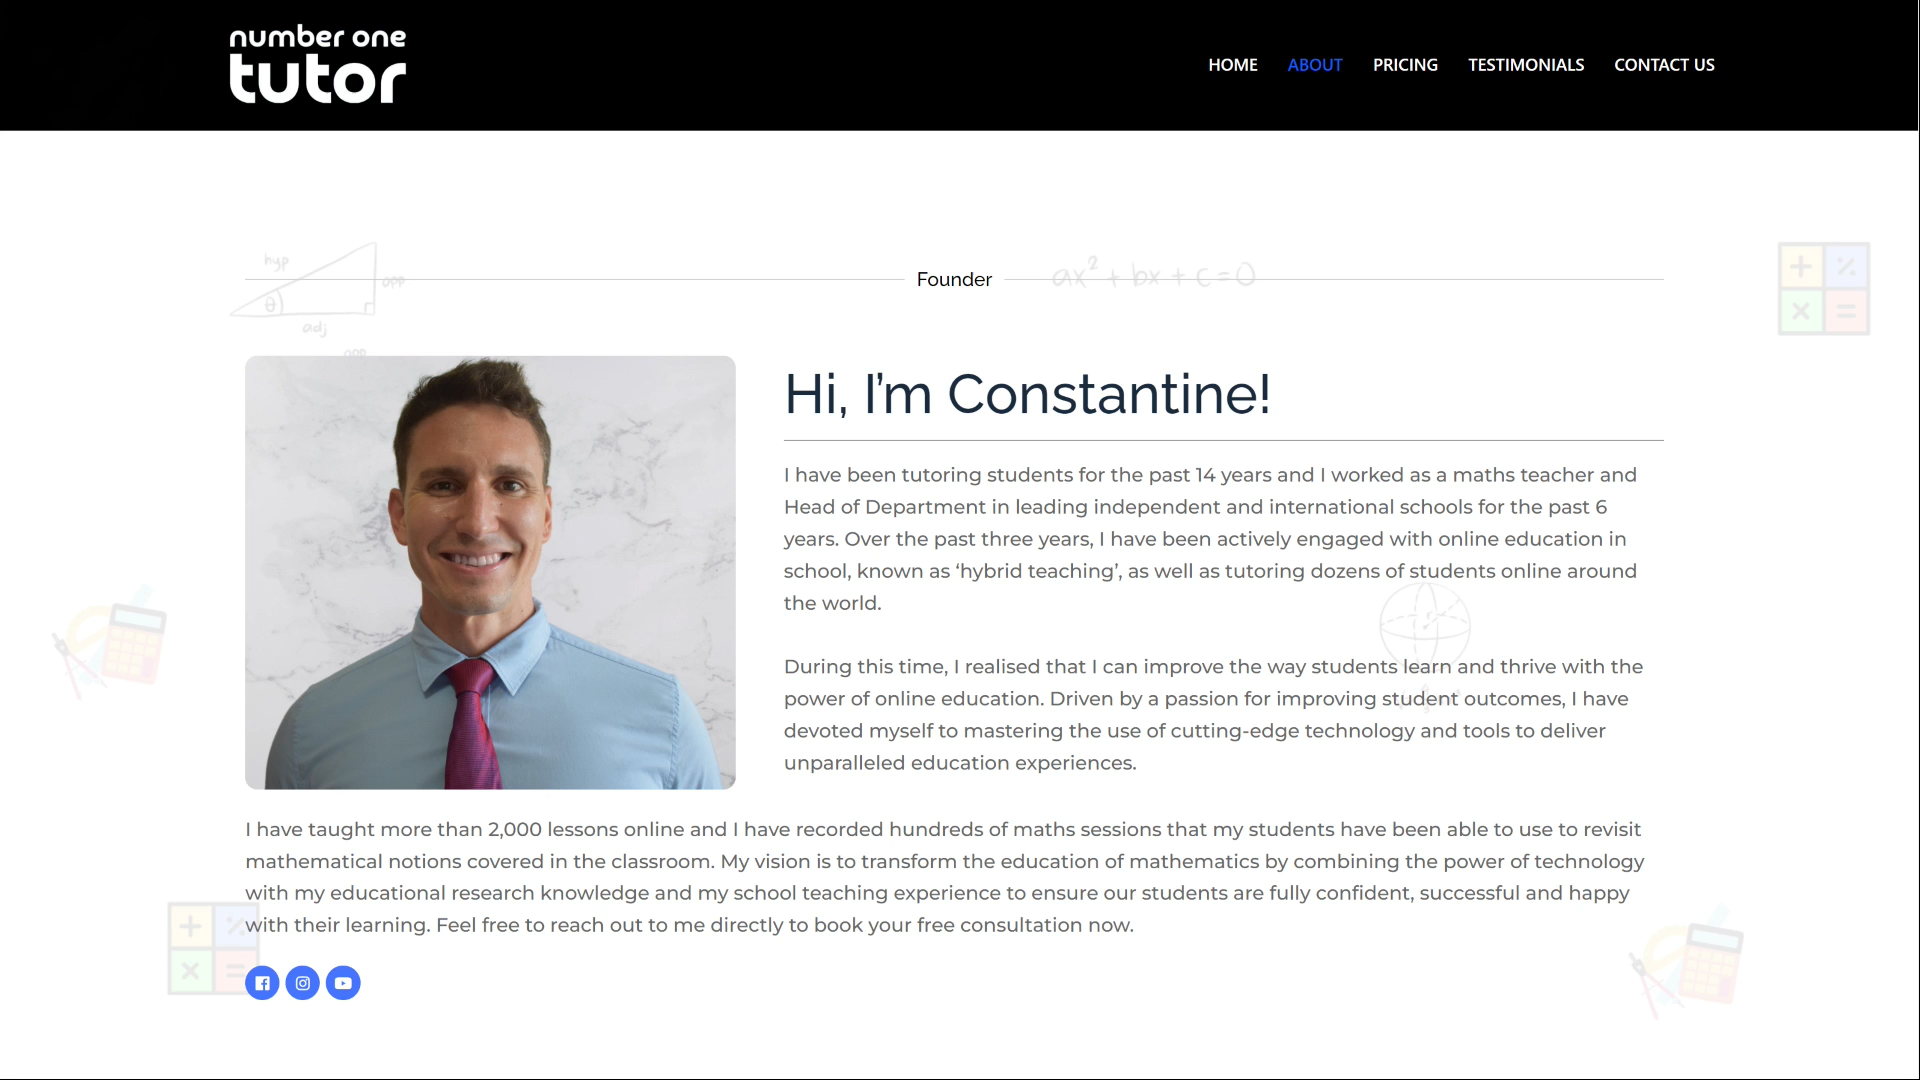 number one
tutor
HOME ABOUT PRICING TESTIMONIALS CONTACT US
hyp
opp
θ
adj
opp
Founder
ax² + bx + c = 0
Hi, I’m Constantine!
I have been tutoring students for the past 14 years and I worked as a maths teacher and
Head of Department in leading independent and international schools for the past 6
years. Over the past three years, I have been actively engaged with online education in
school, known as ‘hybrid teaching’, as well as tutoring dozens of students online around
the world.
During this time, I realised that I can improve the way students learn and thrive with the
power of online education. Driven by a passion for improving student outcomes, I have
devoted myself to mastering the use of cutting-edge technology and tools to deliver
unparalleled education experiences.
I have taught more than 2,000 lessons online and I have recorded hundreds of maths sessions that my students have been able to use to revisit
mathematical notions covered in the classroom. My vision is to transform the education of mathematics by combining the power of technology
with my educational research knowledge and my school teaching experience to ensure our students are fully confident, successful and happy
with their learning. Feel free to reach out to me directly to book your free consultation now.